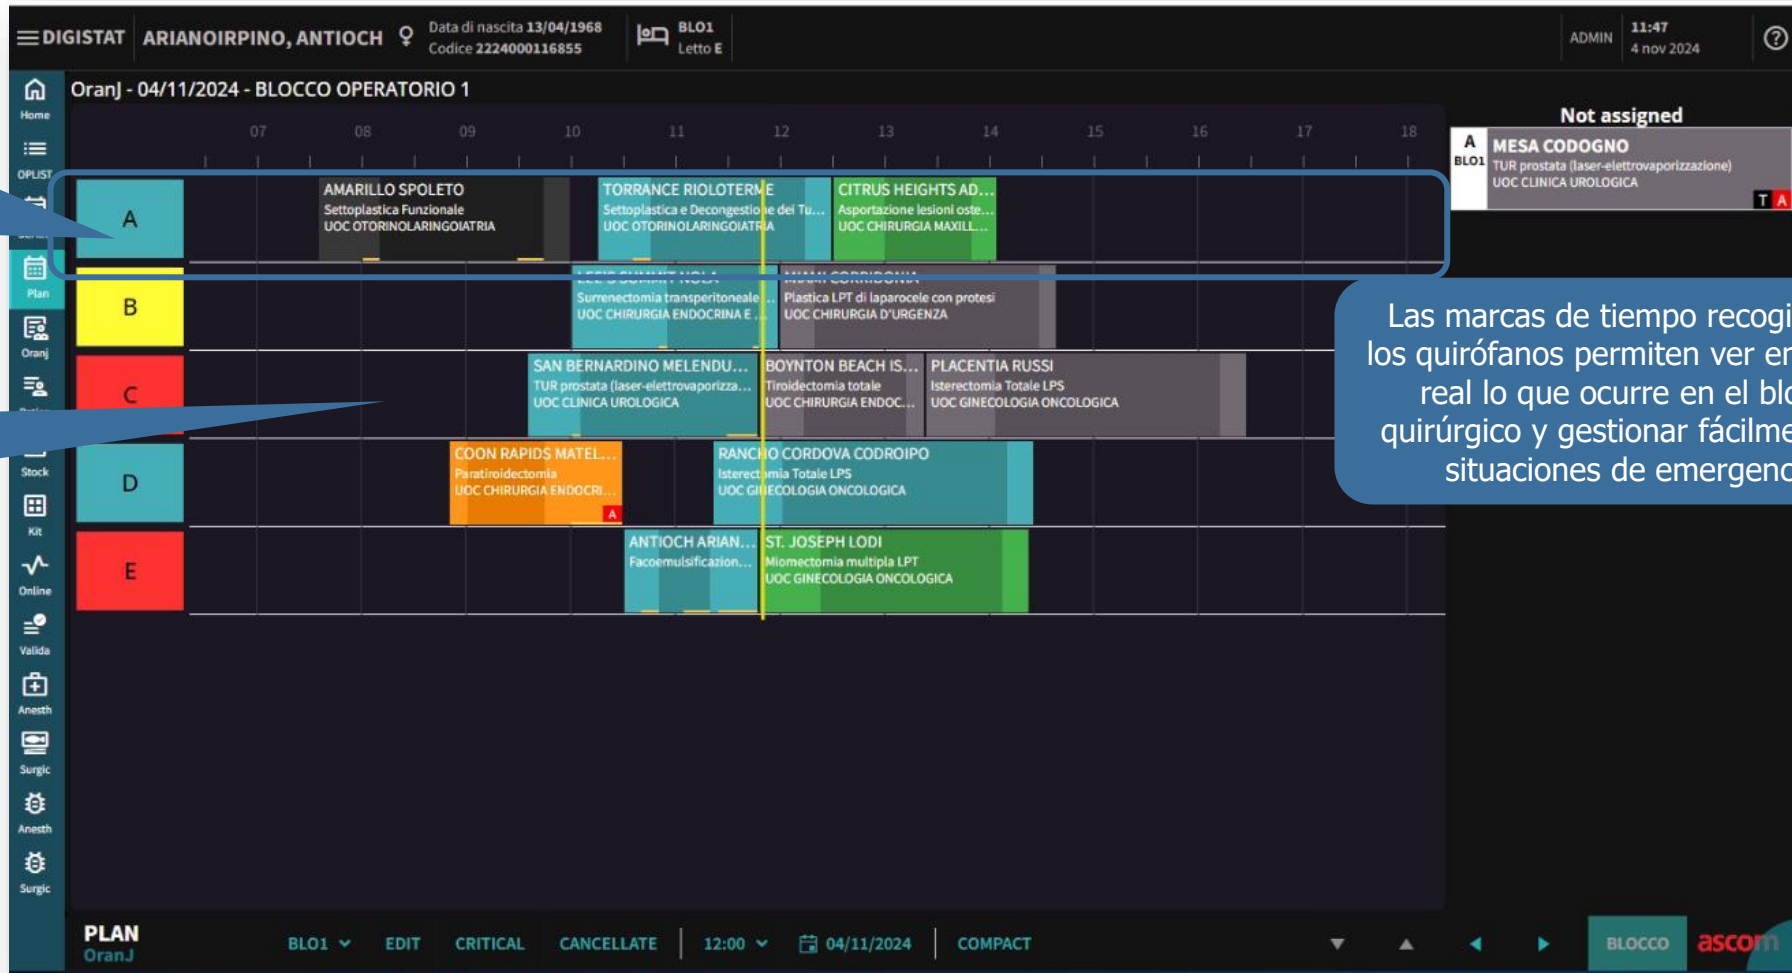 DIGISTAT
ARIANOIRPINO, ANTIOCH
Data di nascita 13/04/1968
Codice 2224000116855
BLO1
Letto E
ADMIN
11:47
4 nov 2024
OranJ - 04/11/2024 - BLOCCO OPERATORIO 1
07 08 09 10 11 12 13 14 15 16 17 18
Home
OPLIST
Plan
Oranj
Stock
Kit
Online
Valida
Anesth
Surgic
Anesth
Surgic
A
AMARILLO SPOLETO
Settoplastica Funzionale
UOC OTORINOLARINGOIATRIA
TORRANCE RIOLOTERME
Settoplastica e Decongestione dei Tu...
UOC OTORINOLARINGOIATRIA
CITRUS HEIGHTS AD...
Asportazione lesioni oste...
UOC CHIRURGIA MAXILL...
B
LEE'S SUMMIT NOLA
Surrenectomia transperitoneale ...
UOC CHIRURGIA ENDOCRINA E ...
MIAMI CORRIDONIA
Plastica LPT di laparocele con protesi
UOC CHIRURGIA D'URGENZA
C
SAN BERNARDINO MELENDU...
TUR prostata (laser-elettrovaporizza...
UOC CLINICA UROLOGICA
BOYNTON BEACH IS...
Tiroidectomia totale
UOC CHIRURGIA ENDOC...
PLACENTIA RUSSI
Isterectomia Totale LPS
UOC GINECOLOGIA ONCOLOGICA
D
COON RAPIDS MATEL...
Paratiroidectomia
UOC CHIRURGIA ENDOCRI...
A
RANCHO CORDOVA CODROIPO
Isterectomia Totale LPS
UOC GINECOLOGIA ONCOLOGICA
E
ANTIOCH ARIAN...
Facoemulsificazion...
ST. JOSEPH LODI
Miomectomia multipla LPT
UOC GINECOLOGIA ONCOLOGICA
Not assigned
A
BLO1
MESA CODOGNO
TUR prostata (laser-elettrovaporizzazione)
UOC CLINICA UROLOGICA
T A
Las marcas de tiempo recogi
los quirófanos permiten ver en
real lo que ocurre en el blo
quirúrgico y gestionar fácilme
situaciones de emergenc
PLAN
OranJ
BLO1 EDIT CRITICAL CANCELLATE 12:00 04/11/2024 COMPACT
BLOCCO
ascom